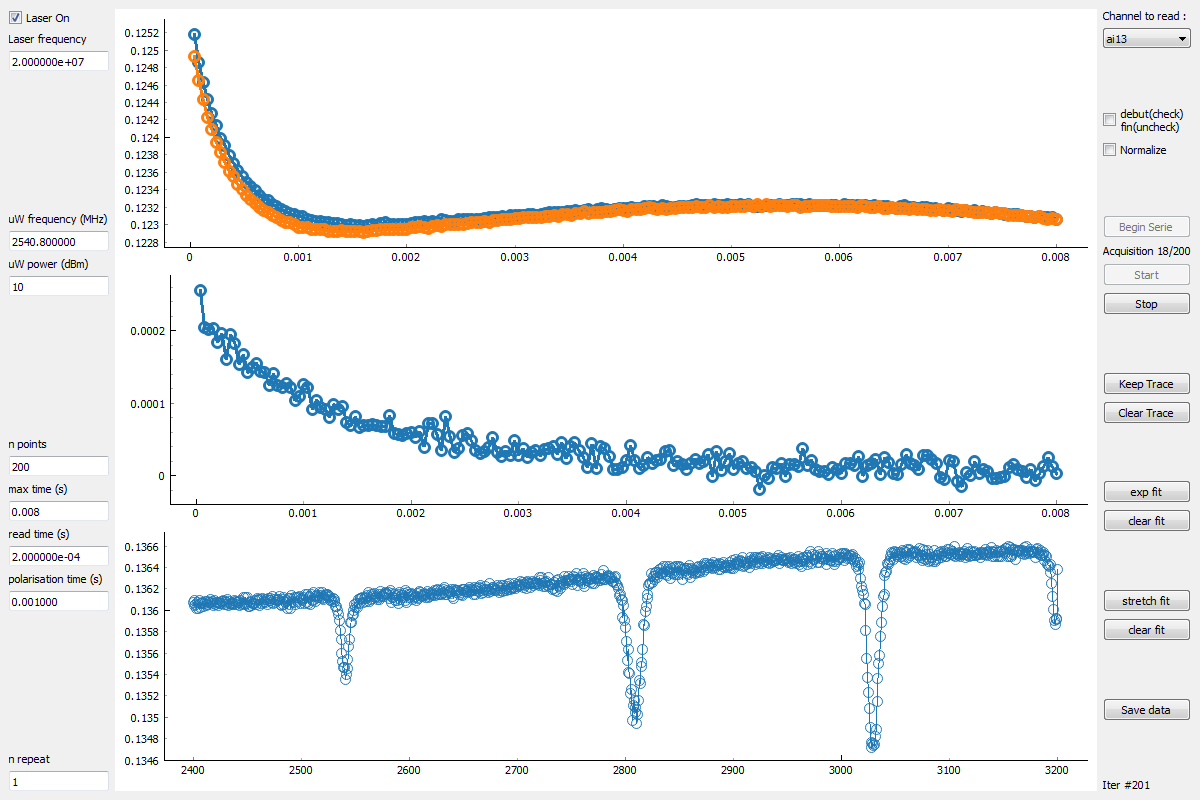 Laser On
Laser frequency
2.000000e+07
uW frequency (MHz)
2540.800000
uW power (dBm)
10
n points
200
max time (s)
0.008
read time (s)
2.000000e-04
polarisation time (s)
0.001000
n repeat
1
0.1252
0.125
0.1248
0.1246
0.1244
0.1242
0.124
0.1238
0.1236
0.1234
0.1232
0.123
0.1228
0 0.001 0.002 0.003 0.004 0.005 0.006 0.007 0.008
0.0002
0.0001
0
0 0.001 0.002 0.003 0.004 0.005 0.006 0.007 0.008
0.1366
0.1364
0.1362
0.136
0.1358
0.1356
0.1354
0.1352
0.135
0.1348
0.1346
2400 2500 2600 2700 2800 2900 3000 3100 3200
Channel to read :
ai13
debut(check)
fin(uncheck)
Normalize
Begin Serie
Acquisition 18/200
Start
Stop
Keep Trace
Clear Trace
exp fit
clear fit
stretch fit
clear fit
Save data
Iter #201